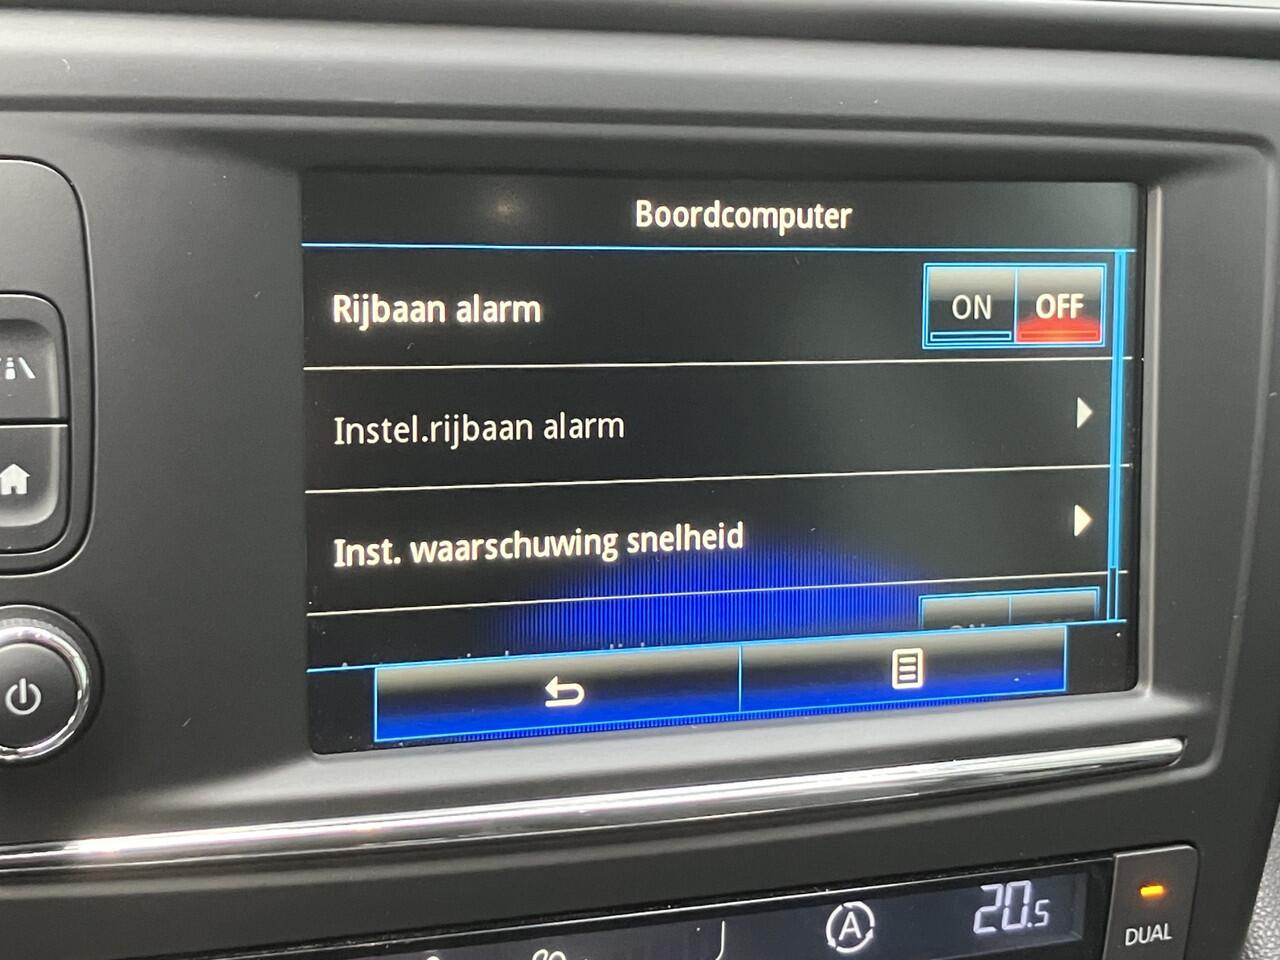 Boordcomputer
Rijbaan alarm
ON OFF
Instel.rijbaan alarm
Inst. waarschuwing snelheid
A
20.5
DUAL